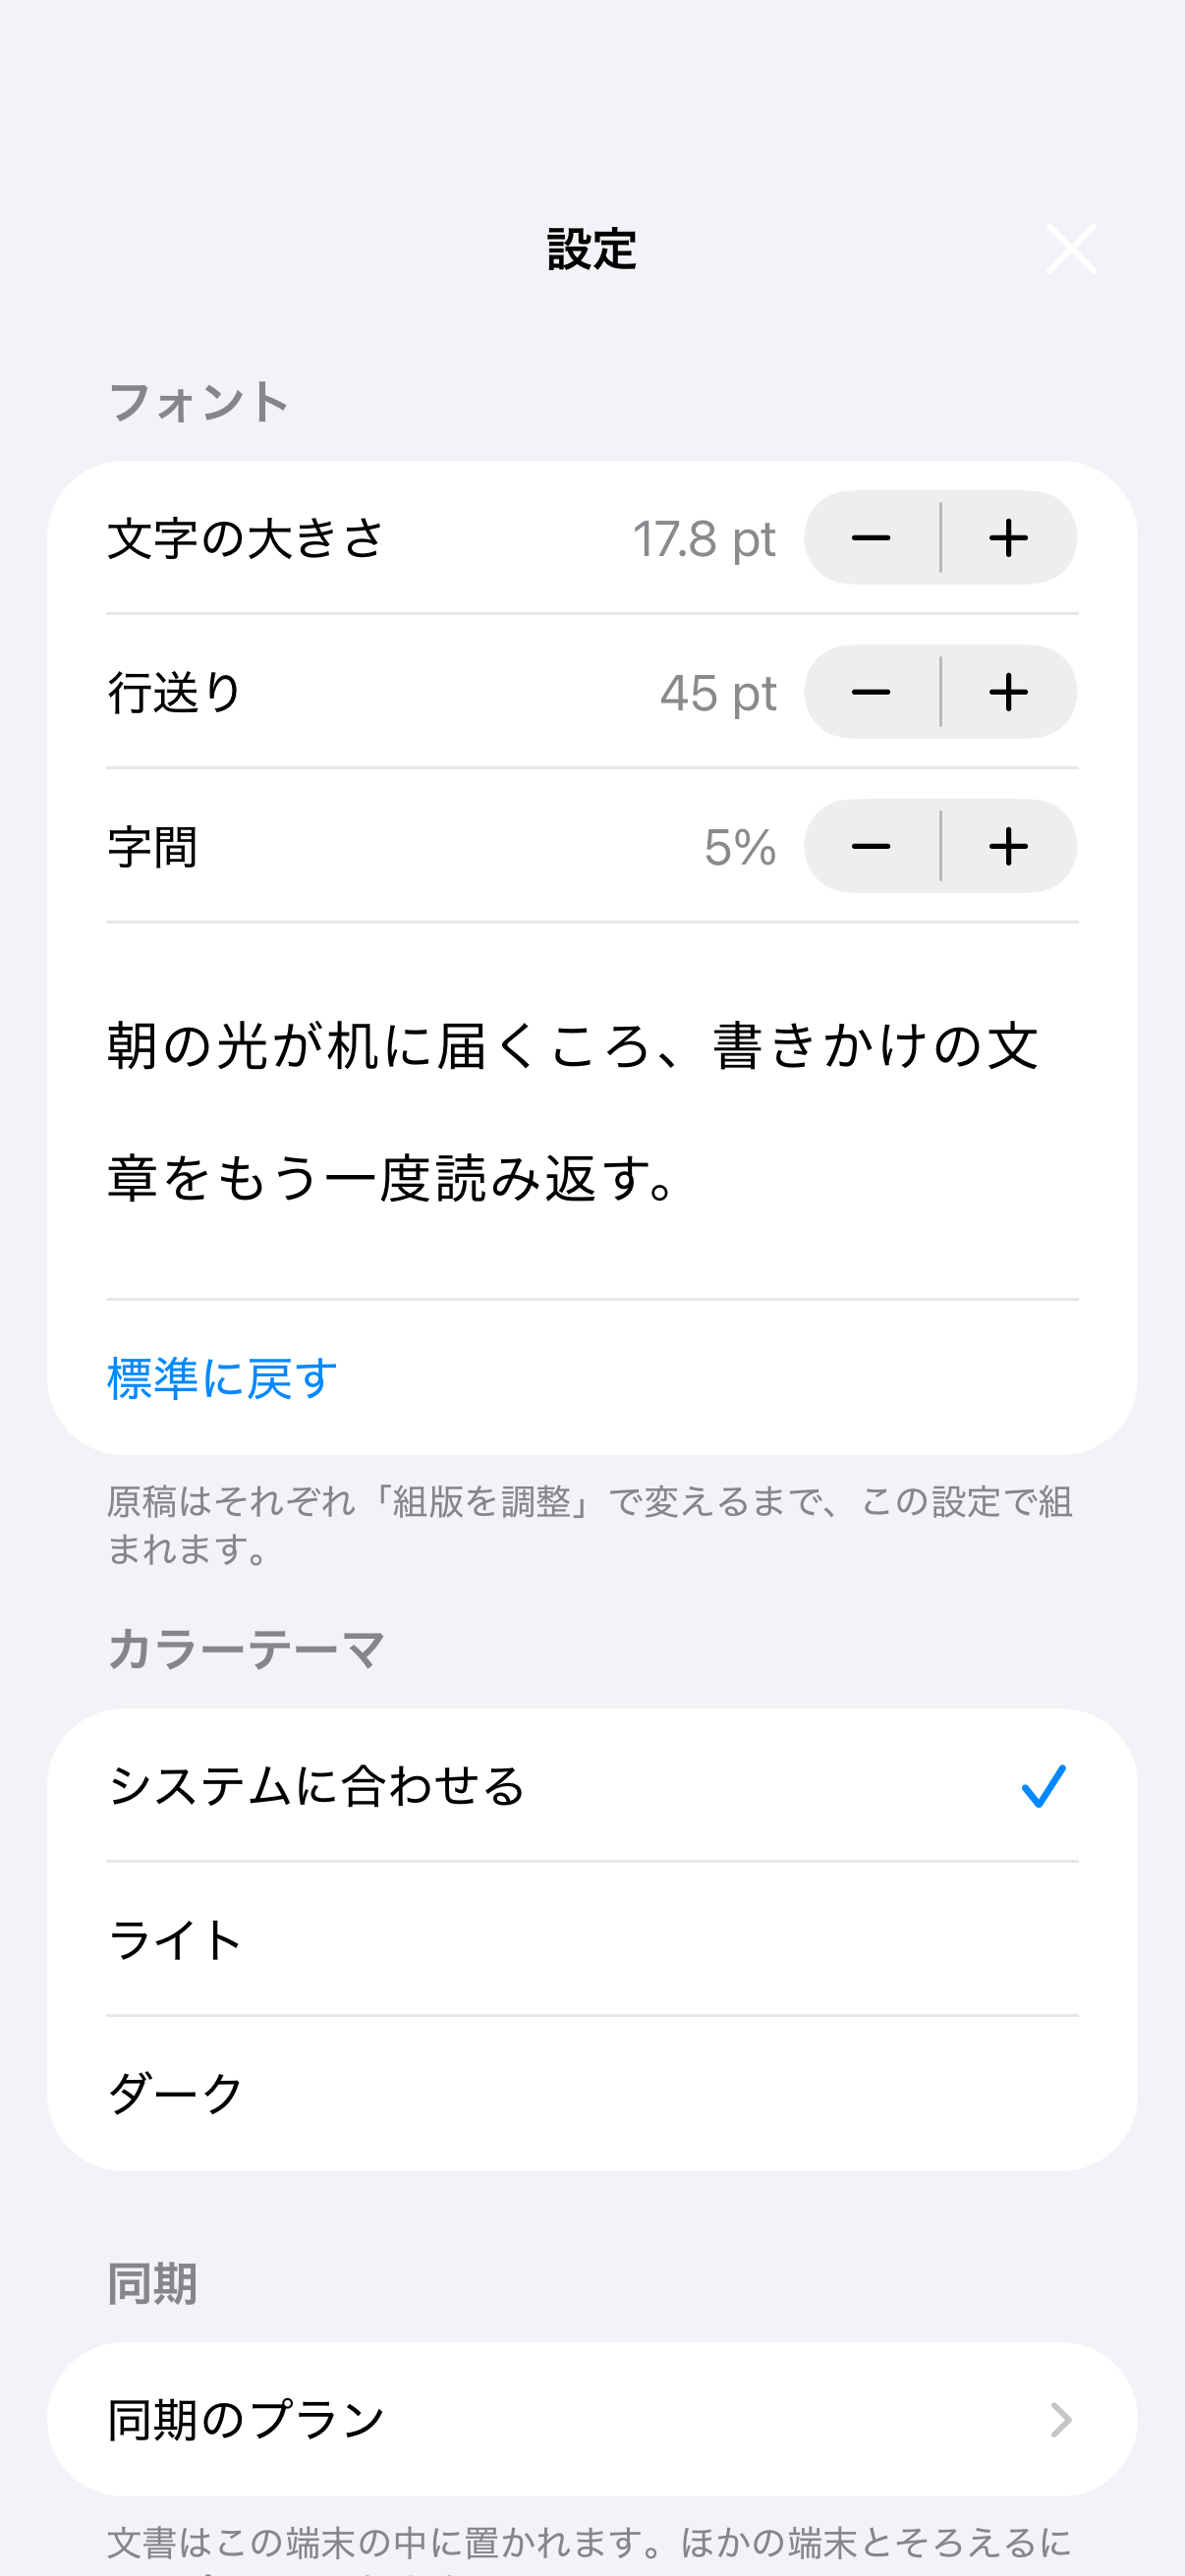 設定
フォント
文字の大きさ 17.8 pt
行送り 45 pt
字間 5%
朝の光が机に届くころ、書きかけの文
章をもう一度読み返す。
標準に戻す
原稿はそれぞれ「組版を調整」で変えるまで、この設定で組
まれます。
カラーテーマ
システムに合わせる
ライト
ダーク
同期
同期のプラン
文書はこの端末の中に置かれます。ほかの端末とそろえるに